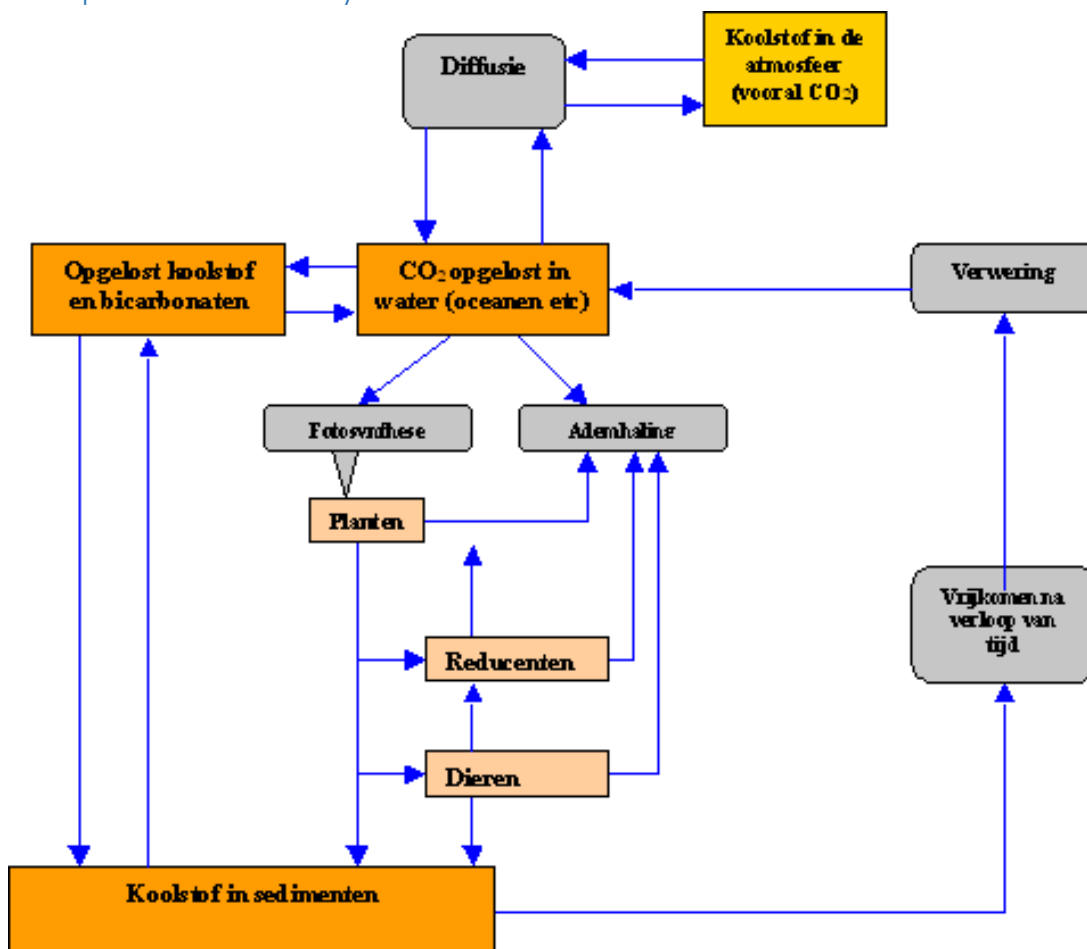 Diffusie
Koolstof in de
atmosfeer
(vooral CO₂)
Opgelost koolstof
en bicarbonaten
CO₂ opgelost in
water (oceanen etc)
Verwering
Fotosynthese
Ademhaling
Planten
Vrijkomen na
verloop van
tijd
Reducenten
Dieren
Koolstof in sedimenten